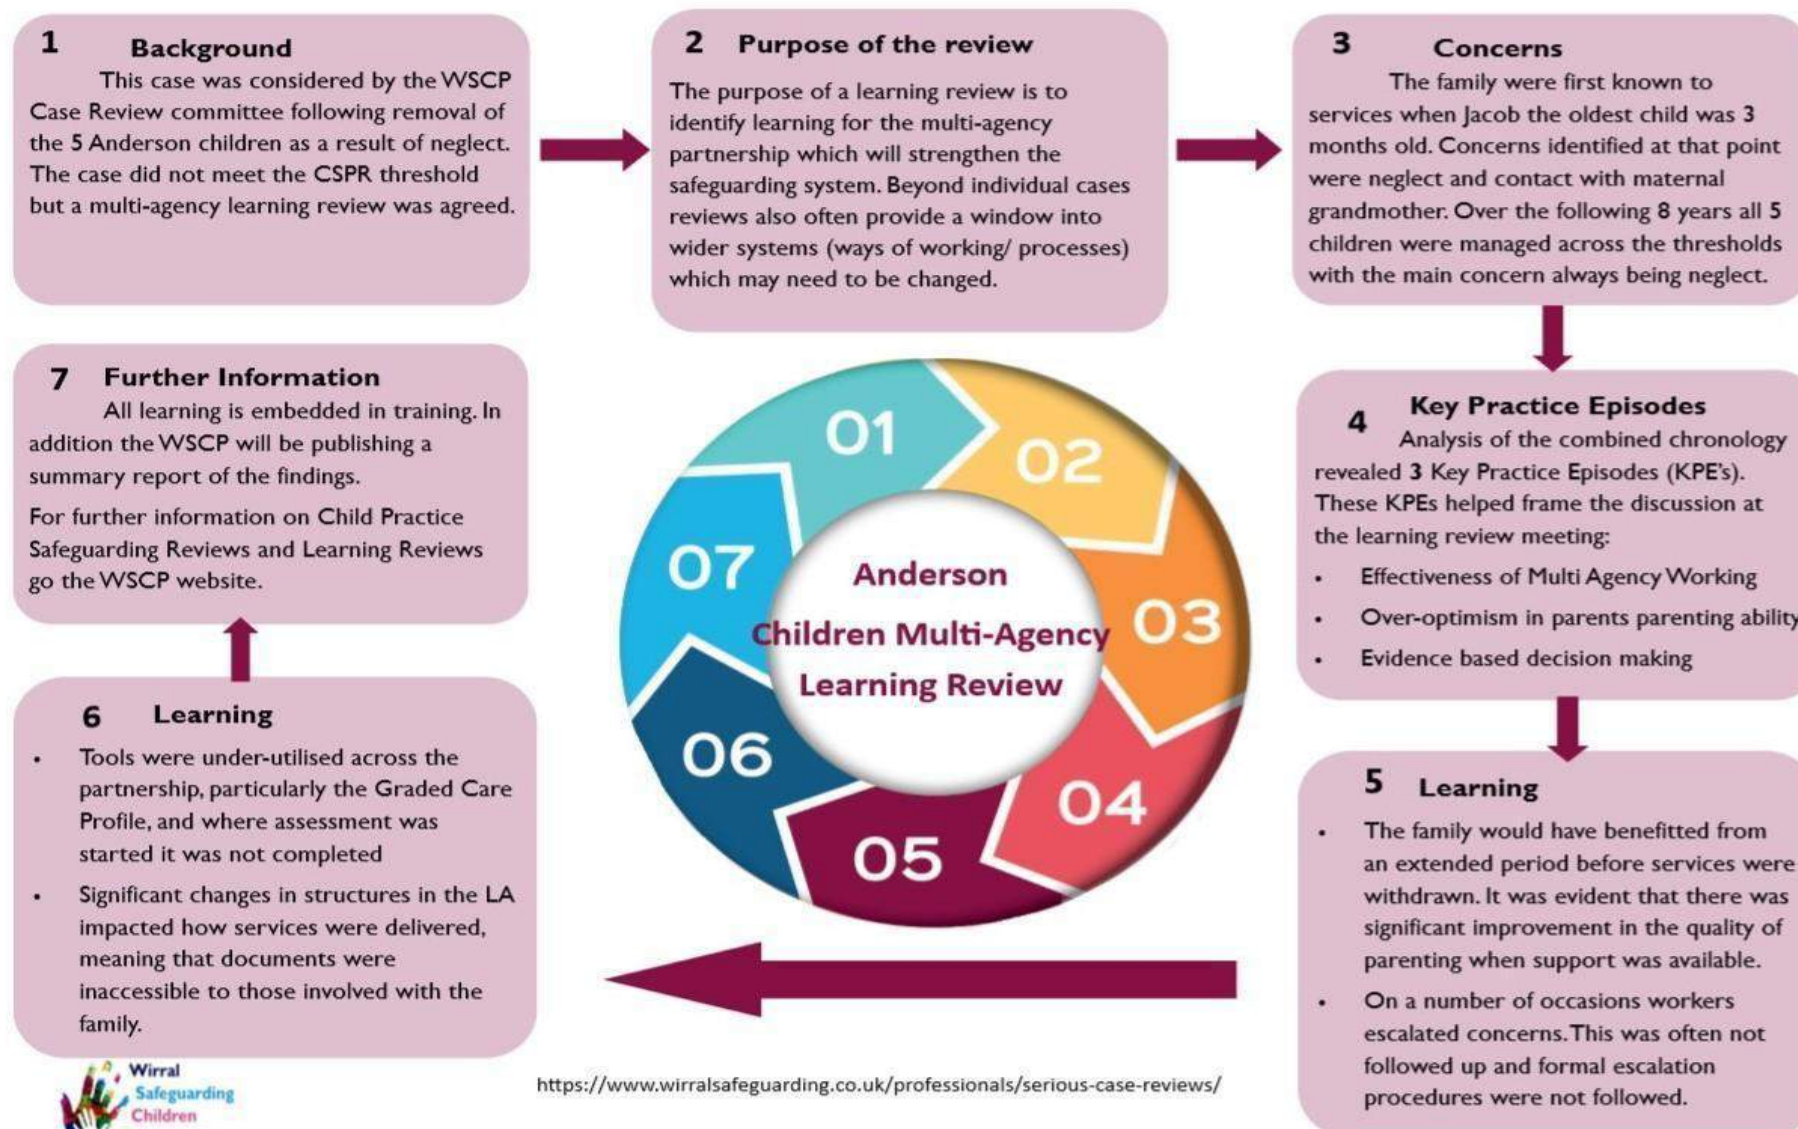 1 Background
This case was considered by the WSCP
Case Review committee following removal of
the 5 Anderson children as a result of neglect.
The case did not meet the CSPR threshold
but a multi-agency learning review was agreed.
2 Purpose of the review
The purpose of a learning review is to
identify learning for the multi-agency
partnership which will strengthen the
safeguarding system. Beyond individual cases
reviews also often provide a window into
wider systems (ways of working/ processes)
which may need to be changed.
3 Concerns
The family were first known to
services when Jacob the oldest child was 3
months old. Concerns identified at that point
were neglect and contact with maternal
grandmother. Over the following 8 years all 5
children were managed across the thresholds
with the main concern always being neglect.
4 Key Practice Episodes
Analysis of the combined chronology
revealed 3 Key Practice Episodes (KPE's).
These KPEs helped frame the discussion at
the learning review meeting:
• Effectiveness of Multi Agency Working
• Over-optimism in parents parenting ability
• Evidence based decision making
5 Learning
• The family would have benefitted from
an extended period before services were
withdrawn. It was evident that there was
significant improvement in the quality of
parenting when support was available.
• On a number of occasions workers
escalated concerns. This was often not
followed up and formal escalation
procedures were not followed.
6 Learning
• Tools were under-utilised across the
partnership, particularly the Graded Care
Profile, and where assessment was
started it was not completed
• Significant changes in structures in the LA
impacted how services were delivered,
meaning that documents were
inaccessible to those involved with the
family.
7 Further Information
All learning is embedded in training. In
addition the WSCP will be publishing a
summary report of the findings.
For further information on Child Practice
Safeguarding Reviews and Learning Reviews
go the WSCP website.
01
02
03
04
05
06
07
Anderson
Children Multi-Agency
Learning Review
Wirral
Safeguarding
Children
https://www.wirralsafeguarding.co.uk/professionals/serious-case-reviews/